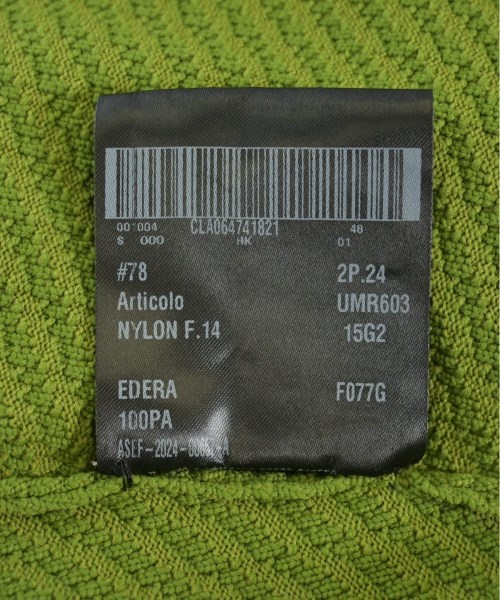 00'004 CLA064741821 48
S 000 HK 01
#78 2P.24
Articolo UMR603
NYLON F.14 15G2
EDERA F077G
100PA